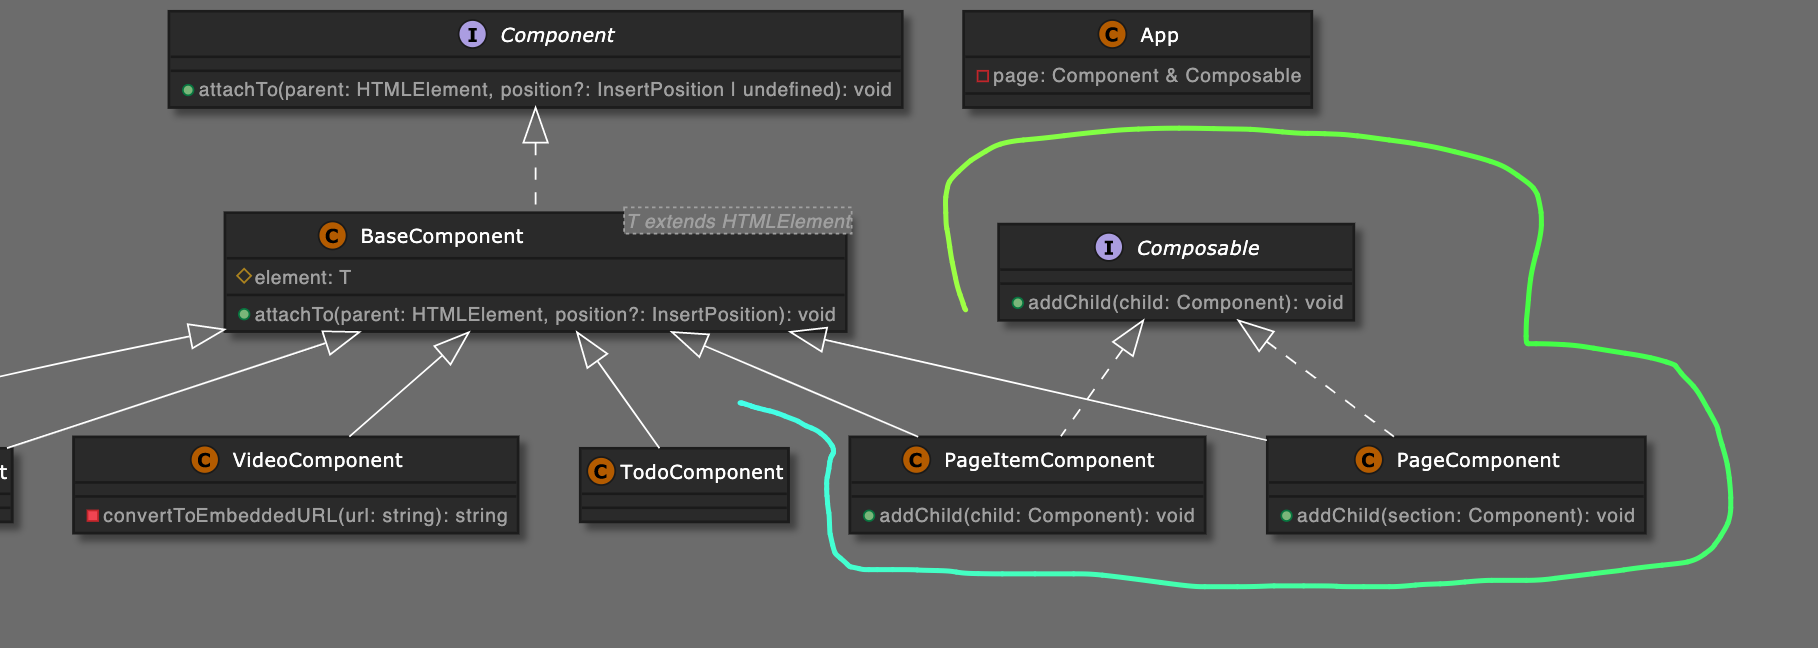 I Component
attachTo(parent: HTMLElement, position?: InsertPosition | undefined): void
C App
page: Component & Composable
T extends HTMLElement
C BaseComponent
element: T
attachTo(parent: HTMLElement, position?: InsertPosition): void
I Composable
addChild(child: Component): void
t
C VideoComponent
convertToEmbeddedURL(url: string): string
C TodoComponent
C PageItemComponent
addChild(child: Component): void
C PageComponent
addChild(section: Component): void